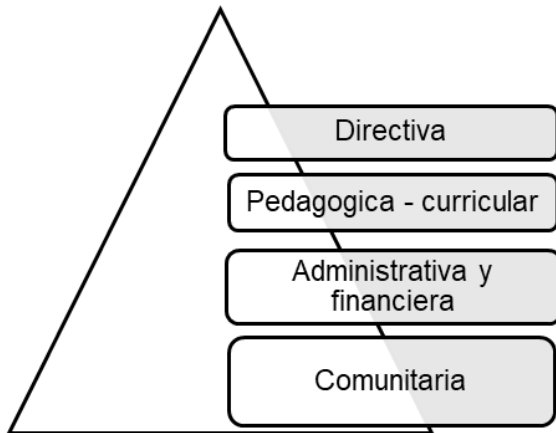 Directiva
Pedagogica - curricular
Administrativa y
financiera
Comunitaria